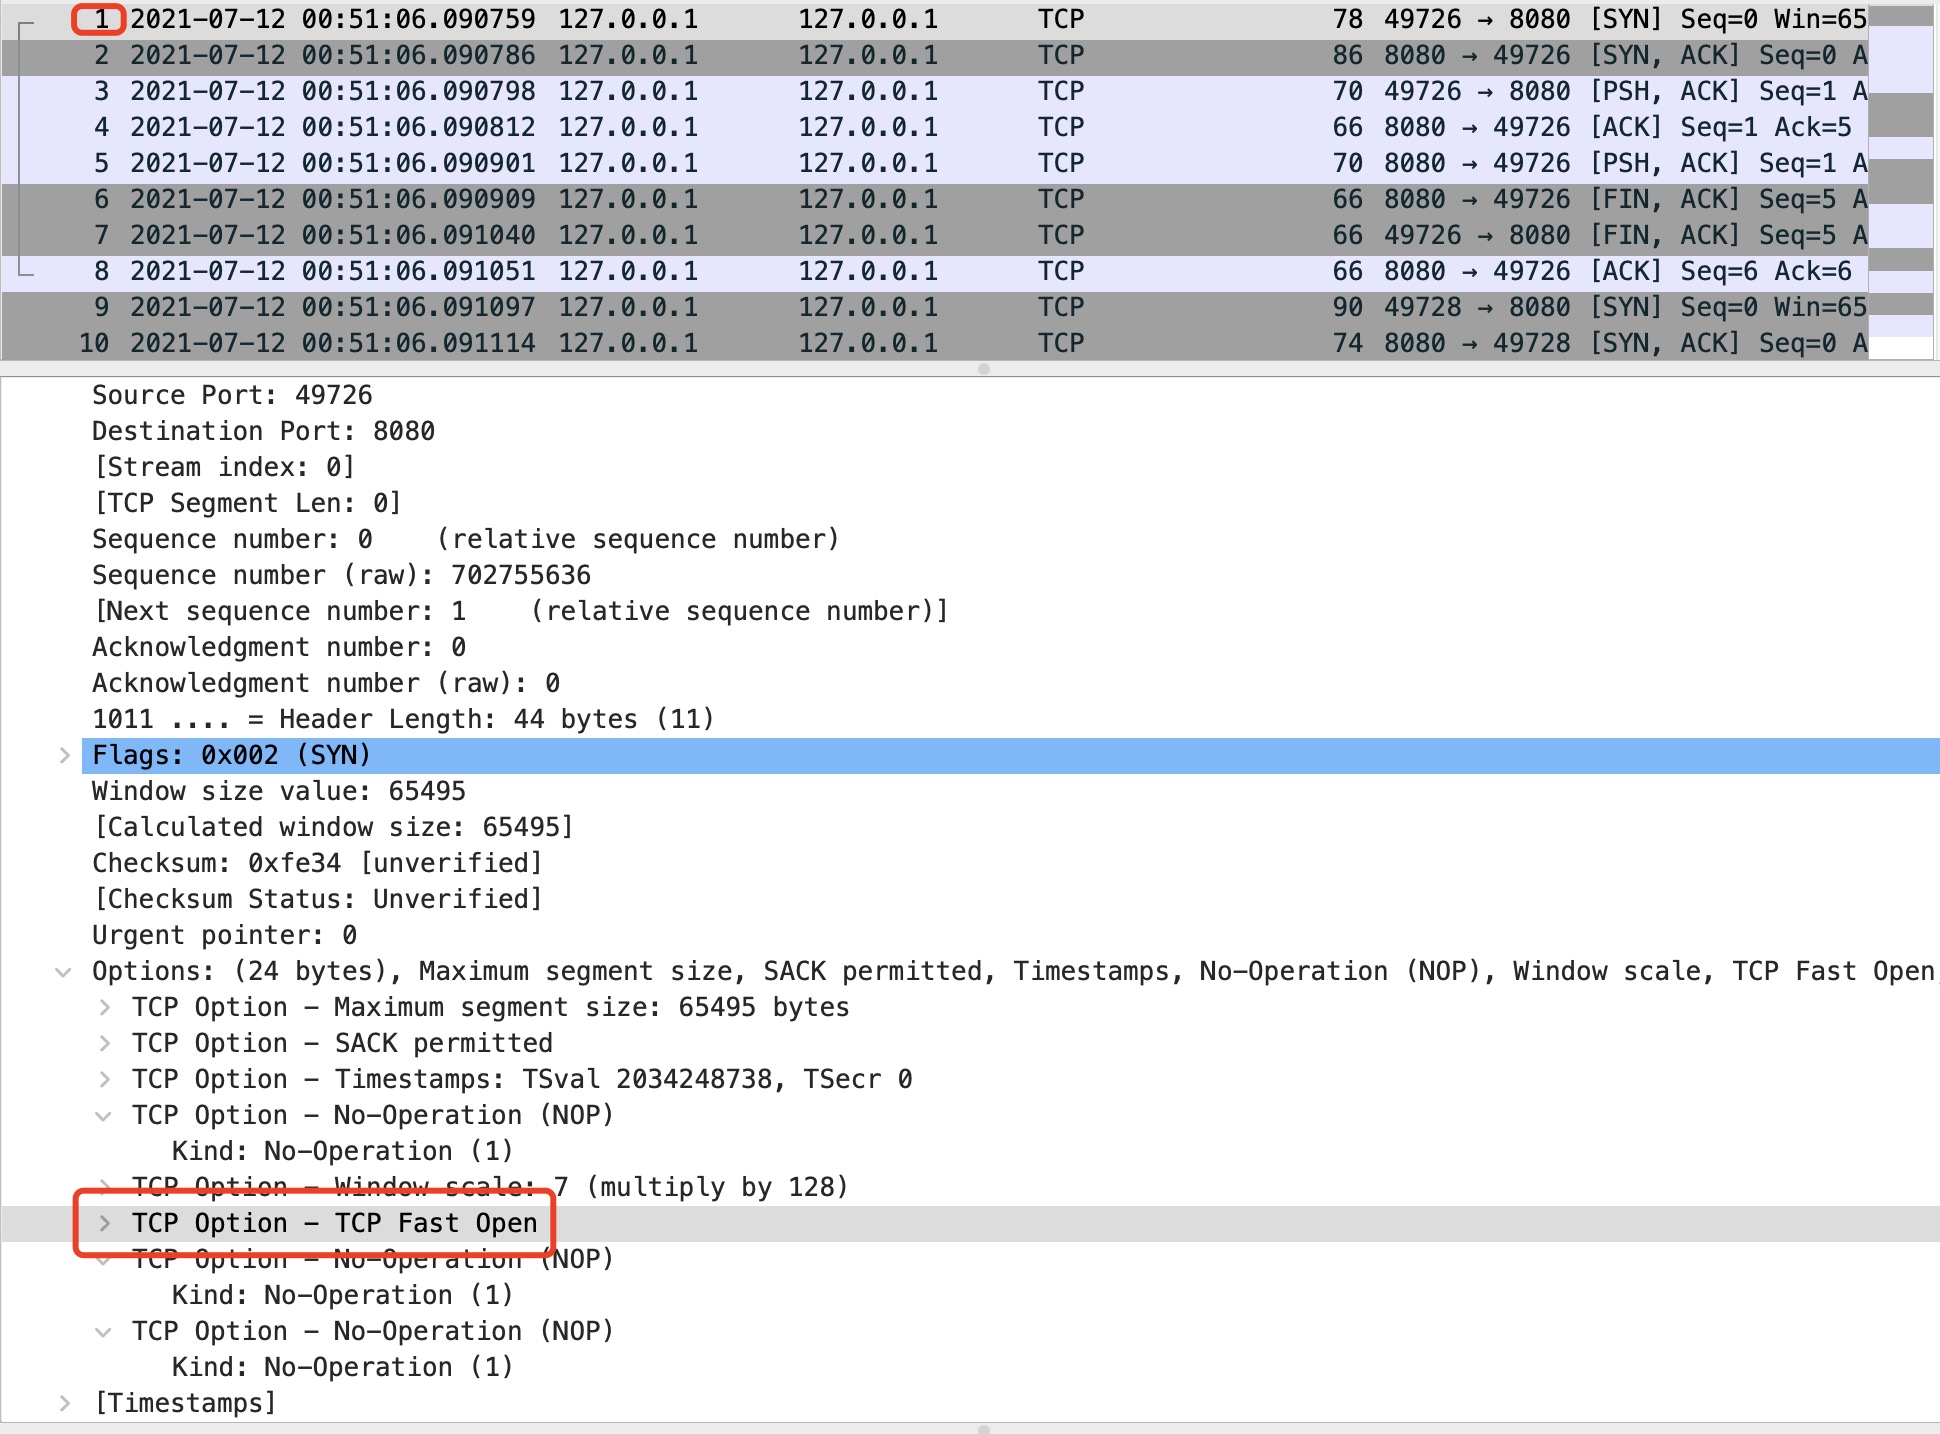 1 2021-07-12 00:51:06.090759 127.0.0.1 127.0.0.1 TCP 78 49726 → 8080 [SYN] Seq=0 Win=65
2 2021-07-12 00:51:06.090786 127.0.0.1 127.0.0.1 TCP 86 8080 → 49726 [SYN, ACK] Seq=0 A
3 2021-07-12 00:51:06.090798 127.0.0.1 127.0.0.1 TCP 70 49726 → 8080 [PSH, ACK] Seq=1 A
4 2021-07-12 00:51:06.090812 127.0.0.1 127.0.0.1 TCP 66 8080 → 49726 [ACK] Seq=1 Ack=5
5 2021-07-12 00:51:06.090901 127.0.0.1 127.0.0.1 TCP 70 8080 → 49726 [PSH, ACK] Seq=1 A
6 2021-07-12 00:51:06.090909 127.0.0.1 127.0.0.1 TCP 66 8080 → 49726 [FIN, ACK] Seq=5 A
7 2021-07-12 00:51:06.091040 127.0.0.1 127.0.0.1 TCP 66 49726 → 8080 [FIN, ACK] Seq=5 A
8 2021-07-12 00:51:06.091051 127.0.0.1 127.0.0.1 TCP 66 8080 → 49726 [ACK] Seq=6 Ack=6
9 2021-07-12 00:51:06.091097 127.0.0.1 127.0.0.1 TCP 90 49728 → 8080 [SYN] Seq=0 Win=65
10 2021-07-12 00:51:06.091114 127.0.0.1 127.0.0.1 TCP 74 8080 → 49728 [SYN, ACK] Seq=0 A
Source Port: 49726
Destination Port: 8080
[Stream index: 0]
[TCP Segment Len: 0]
Sequence number: 0 (relative sequence number)
Sequence number (raw): 702755636
[Next sequence number: 1 (relative sequence number)]
Acknowledgment number: 0
Acknowledgment number (raw): 0
1011 .... = Header Length: 44 bytes (11)
Flags: 0x002 (SYN)
Window size value: 65495
[Calculated window size: 65495]
Checksum: 0xfe34 [unverified]
[Checksum Status: Unverified]
Urgent pointer: 0
Options: (24 bytes), Maximum segment size, SACK permitted, Timestamps, No-Operation (NOP), Window scale, TCP Fast Open,
TCP Option – Maximum segment size: 65495 bytes
TCP Option – SACK permitted
TCP Option – Timestamps: TSval 2034248738, TSecr 0
TCP Option – No-Operation (NOP)
Kind: No-Operation (1)
TCP Option – Window scale: 7 (multiply by 128)
TCP Option – TCP Fast Open
TCP Option – No-Operation (NOP)
Kind: No-Operation (1)
TCP Option – No-Operation (NOP)
Kind: No-Operation (1)
[Timestamps]